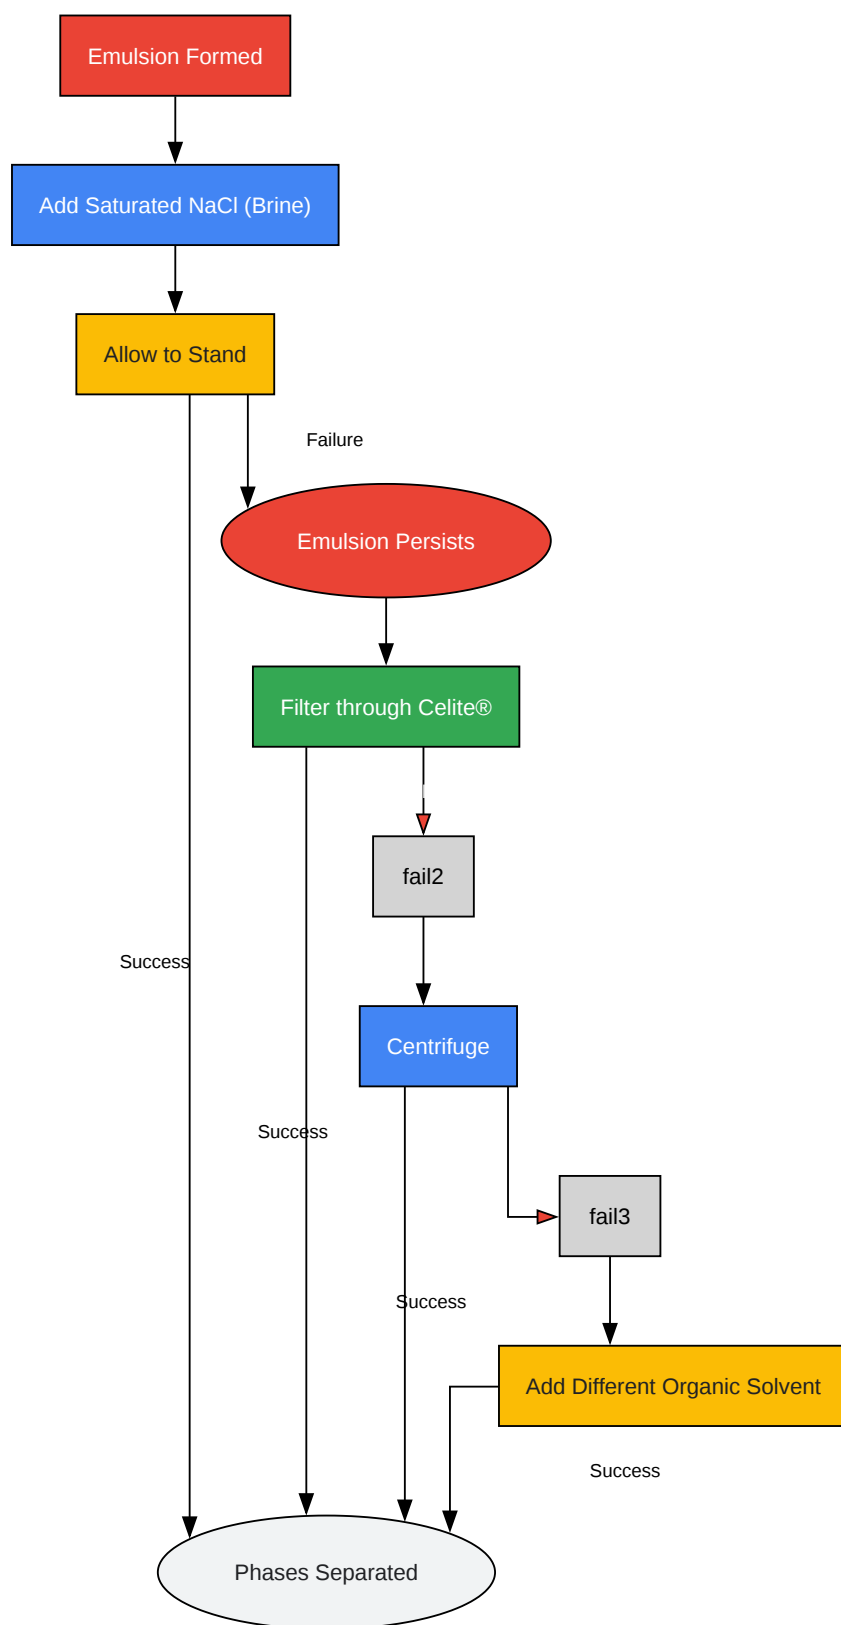 Emulsion Formed
Add Saturated NaCl (Brine)
Allow to Stand
Failure
Emulsion Persists
Filter through Celite®
fail2
Success
Centrifuge
Success
fail3
Success
Add Different Organic Solvent
Success
Phases Separated